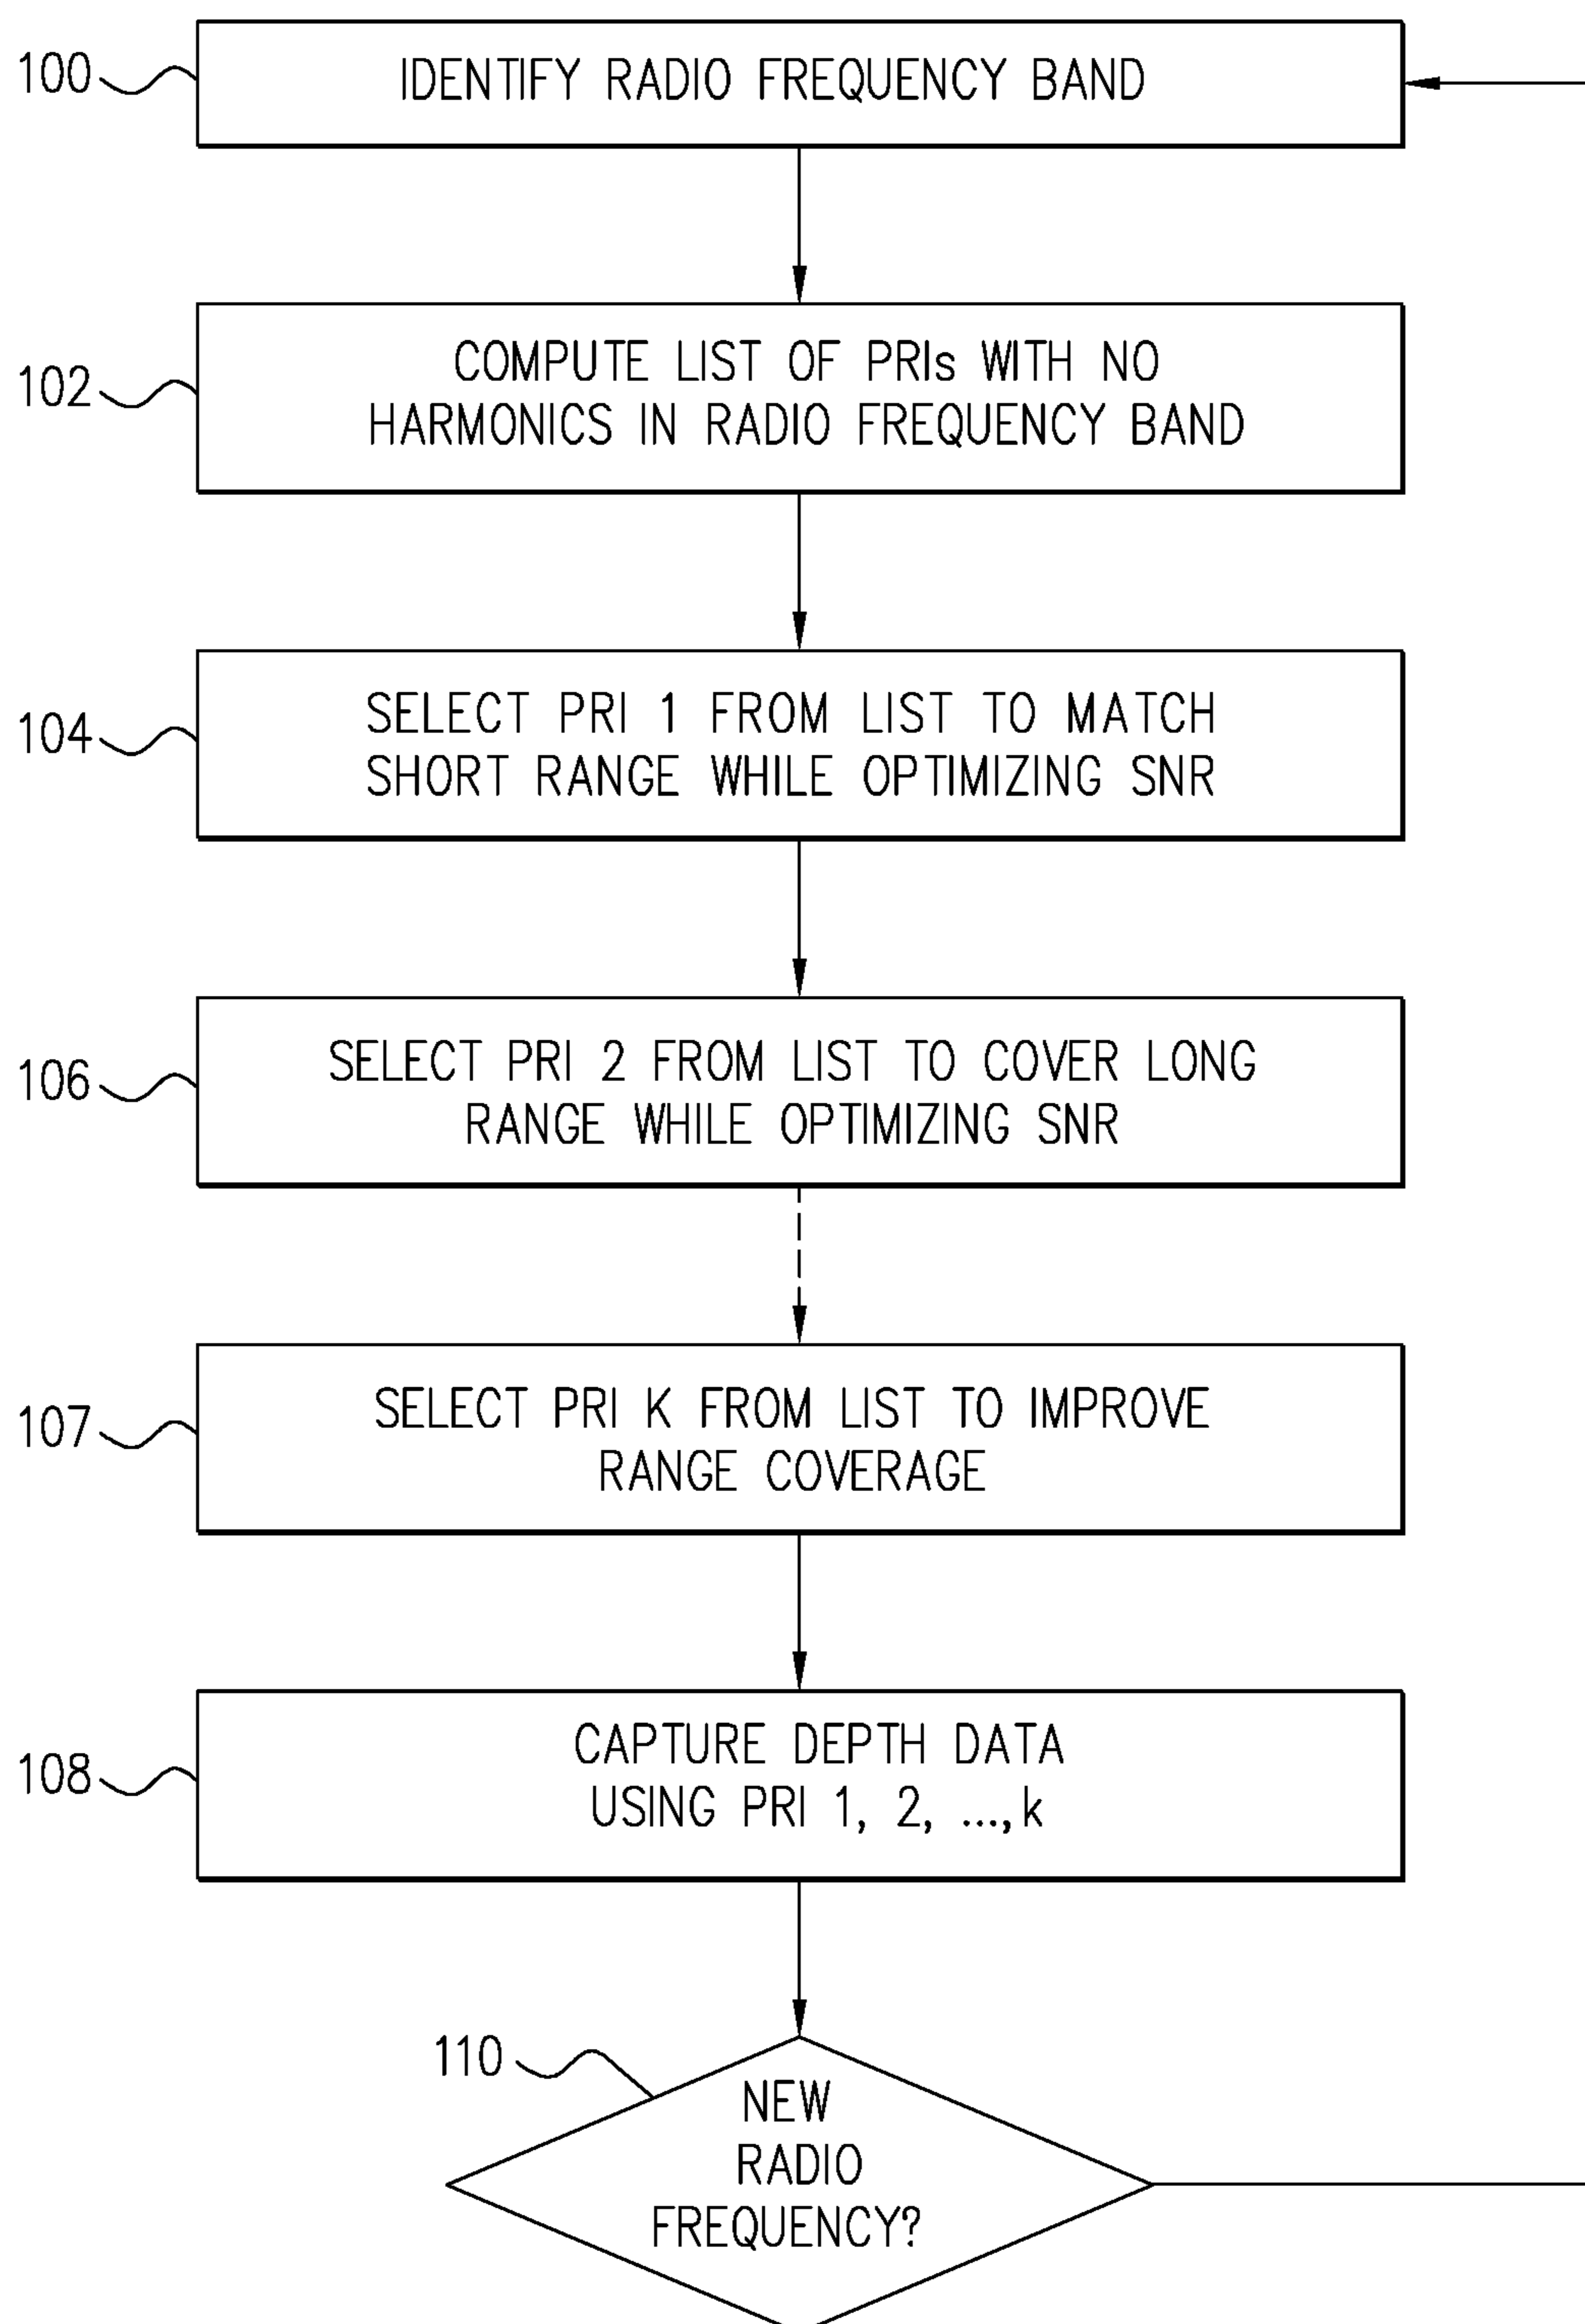 100
IDENTIFY RADIO FREQUENCY BAND
102
COMPUTE LIST OF PRIs WITH NO
HARMONICS IN RADIO FREQUENCY BAND
104
SELECT PRI 1 FROM LIST TO MATCH
SHORT RANGE WHILE OPTIMIZING SNR
106
SELECT PRI 2 FROM LIST TO COVER LONG
RANGE WHILE OPTIMIZING SNR
107
SELECT PRI K FROM LIST TO IMPROVE
RANGE COVERAGE
108
CAPTURE DEPTH DATA
USING PRI 1, 2, ...,k
110
NEW
RADIO
FREQUENCY?